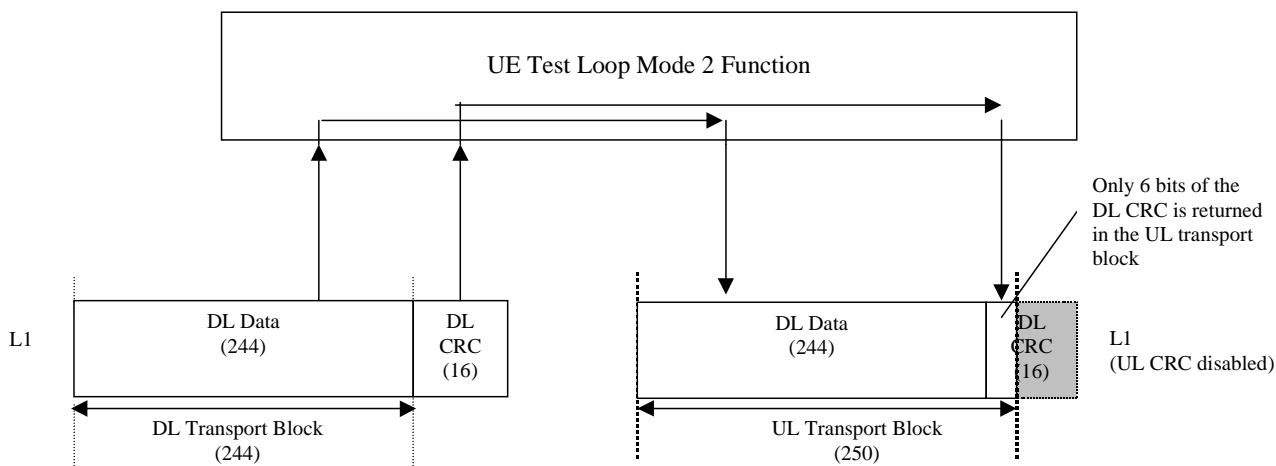 UE Test Loop Mode 2 Function
Only 6 bits of the
DL CRC is returned
in the UL transport
block
L1
DL Data
(244)
DL
CRC
(16)
DL Transport Block
(244)
DL Data
(244)
DL
CRC
(16)
UL Transport Block
(250)
L1
(UL CRC disabled)